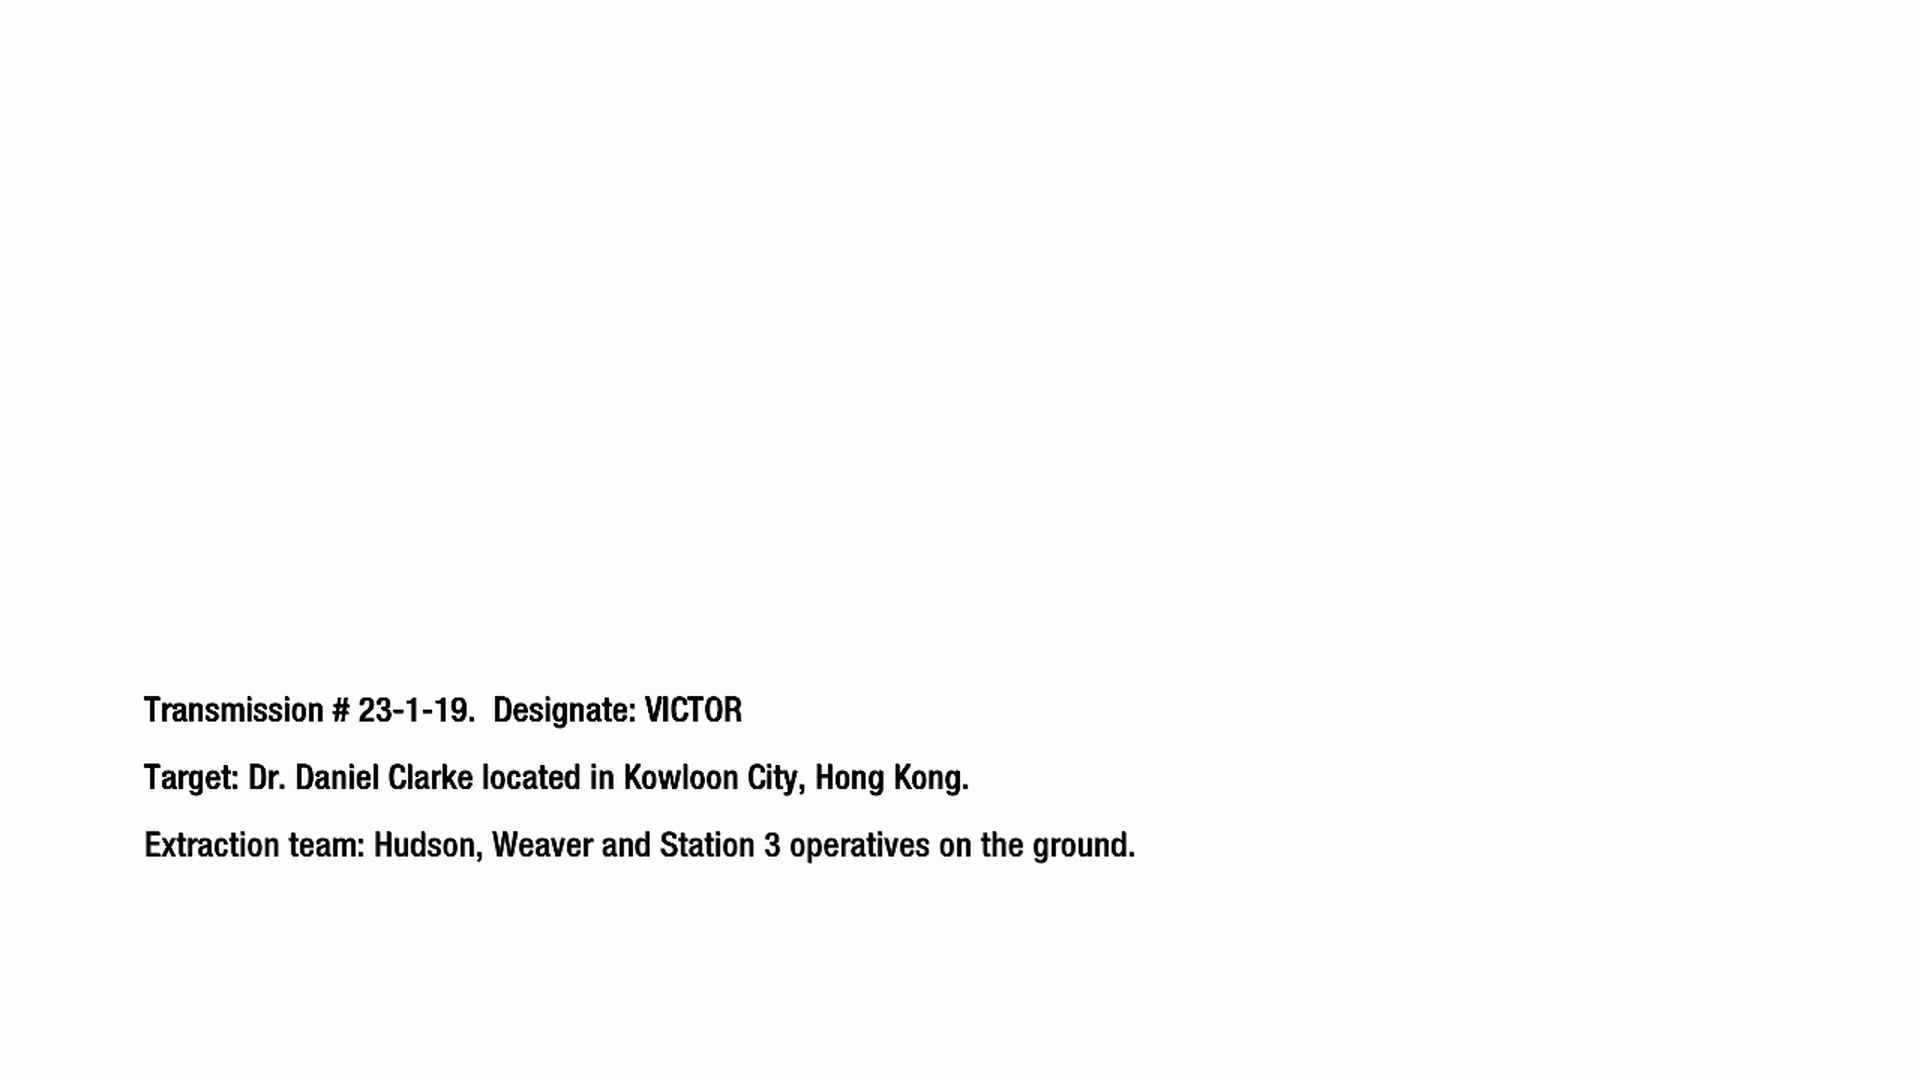 Transmission # 23-1-19.  Designate: VICTOR
Target: Dr. Daniel Clarke located in Kowloon City, Hong Kong.
Extraction team: Hudson, Weaver and Station 3 operatives on the ground.